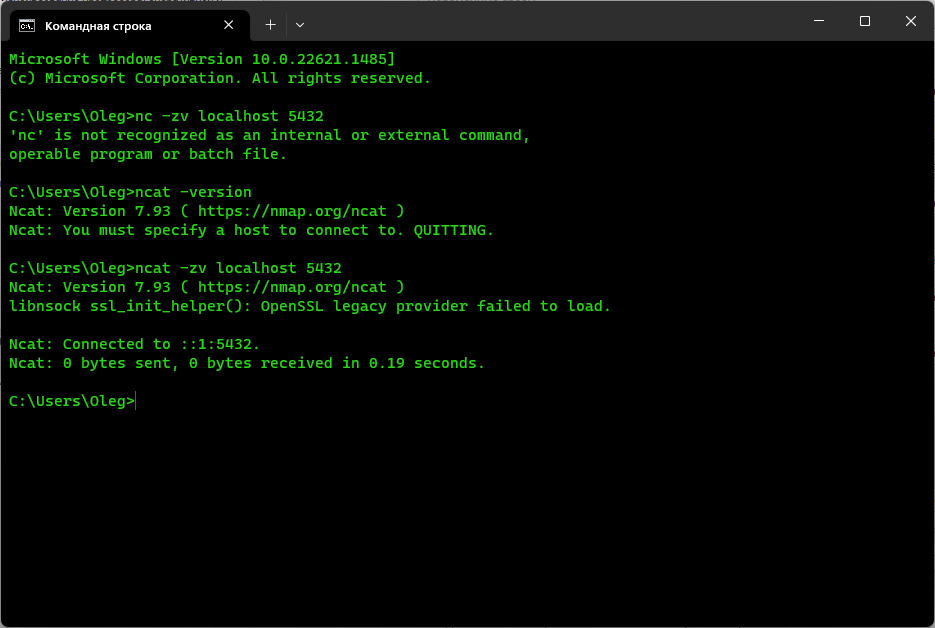 Командная строка
Microsoft Windows [Version 10.0.22621.1485]
(c) Microsoft Corporation. All rights reserved.
C:\Users\Oleg>nc -zv localhost 5432
'nc' is not recognized as an internal or external command,
operable program or batch file.
C:\Users\Oleg>ncat -version
Ncat: Version 7.93 ( https://nmap.org/ncat )
Ncat: You must specify a host to connect to. QUITTING.
C:\Users\Oleg>ncat -zv localhost 5432
Ncat: Version 7.93 ( https://nmap.org/ncat )
libnsock ssl_init_helper(): OpenSSL legacy provider failed to load.
Ncat: Connected to ::1:5432.
Ncat: 0 bytes sent, 0 bytes received in 0.19 seconds.
C:\Users\Oleg>